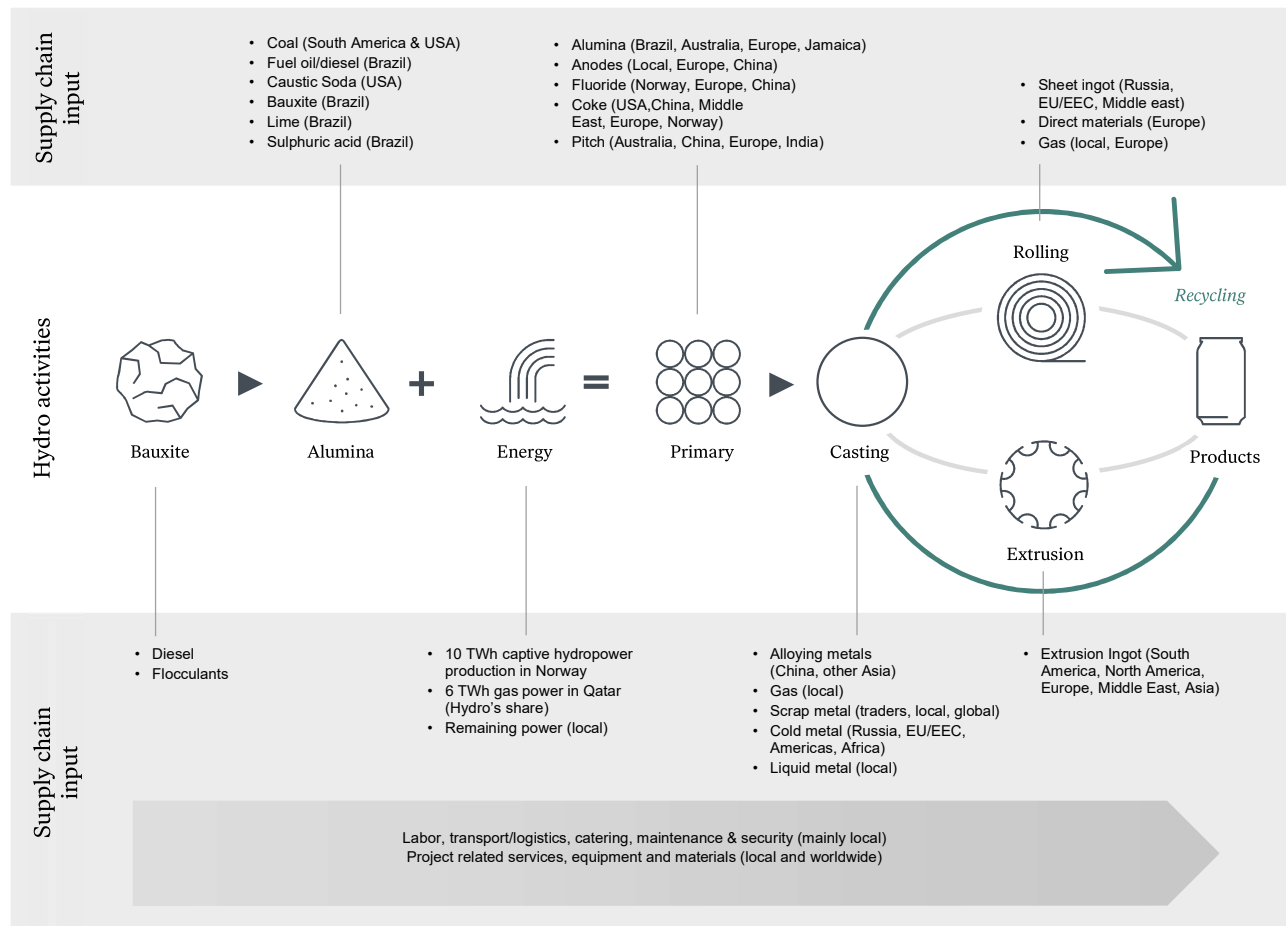 Supply chain
input
• Coal (South America & USA)
• Fuel oil/diesel (Brazil)
• Caustic Soda (USA)
• Bauxite (Brazil)
• Lime (Brazil)
• Sulphuric acid (Brazil)
• Alumina (Brazil, Australia, Europe, Jamaica)
• Anodes (Local, Europe, China)
• Fluoride (Norway, Europe, China)
• Coke (USA,China, Middle
East, Europe, Norway)
• Pitch (Australia, China, Europe, India)
• Sheet ingot (Russia,
EU/EEC, Middle east)
• Direct materials (Europe)
• Gas (local, Europe)
Hydro activities
Bauxite
Alumina
+
Energy
=
Primary
Casting
Rolling
Recycling
Extrusion
Products
Supply chain
input
• Diesel
• Flocculants
• 10 TWh captive hydropower
production in Norway
• 6 TWh gas power in Qatar
(Hydro’s share)
• Remaining power (local)
• Alloying metals
(China, other Asia)
• Gas (local)
• Scrap metal (traders, local, global)
• Cold metal (Russia, EU/EEC,
Americas, Africa)
• Liquid metal (local)
• Extrusion Ingot (South
America, North America,
Europe, Middle East, Asia)
Labor, transport/logistics, catering, maintenance & security (mainly local)
Project related services, equipment and materials (local and worldwide)